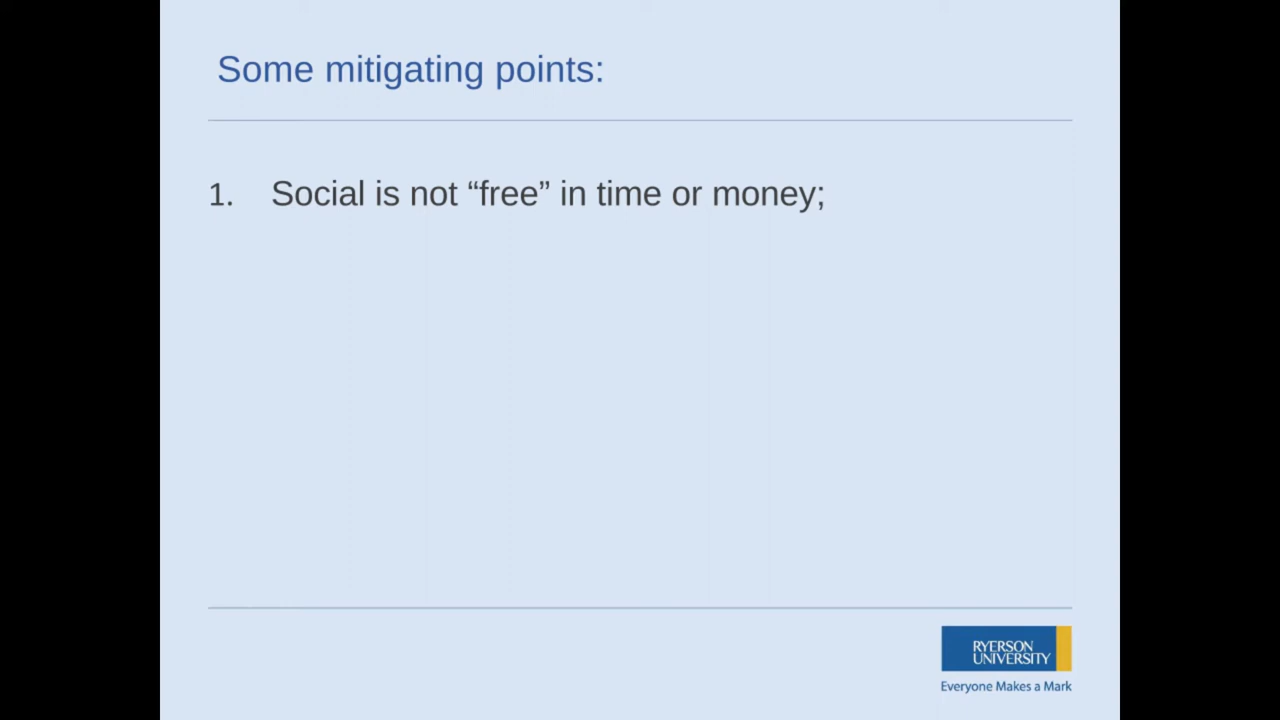 Some mitigating points:
1. Social is not “free” in time or money;
RYERSON
UNIVERSITY
Everyone Makes a Mark